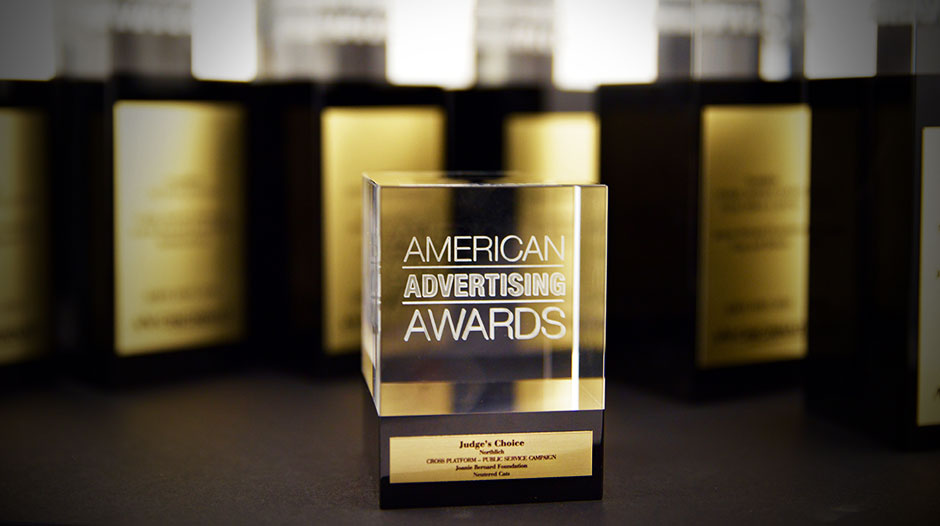 AMERICAN
ADVERTISING
AWARDS
Judge's Choice
Northlich
CROSS PLATFORM – PUBLIC SERVICE CAMPAIGN
Joanie Bernard Foundation
Neutered Cats